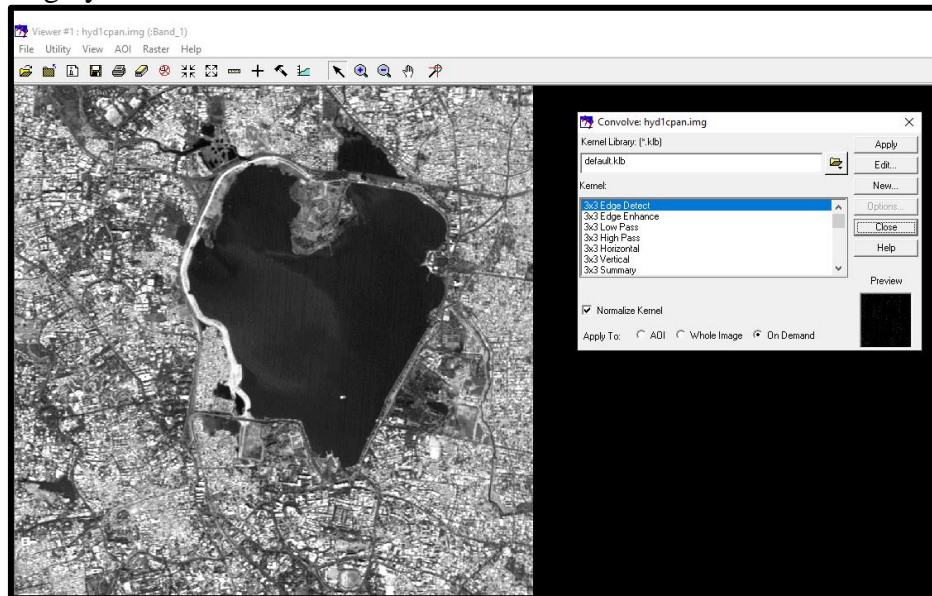 Viewer #1 : hyd1cpan.img (:Band_1)
File Utility View AOI Raster Help
Convolve: hyd1cpan.img
Kernel Library: (*.klb)
Apply
default.klb
Edit...
Kernel:
New...
3x3 Edge Detect
Options...
3x3 Edge Enhance
3x3 Low Pass
Close
3x3 High Pass
3x3 Horizontal
Help
3x3 Vertical
3x3 Summary
Preview
Normalize Kernel
Apply To: AOI Whole Image On Demand